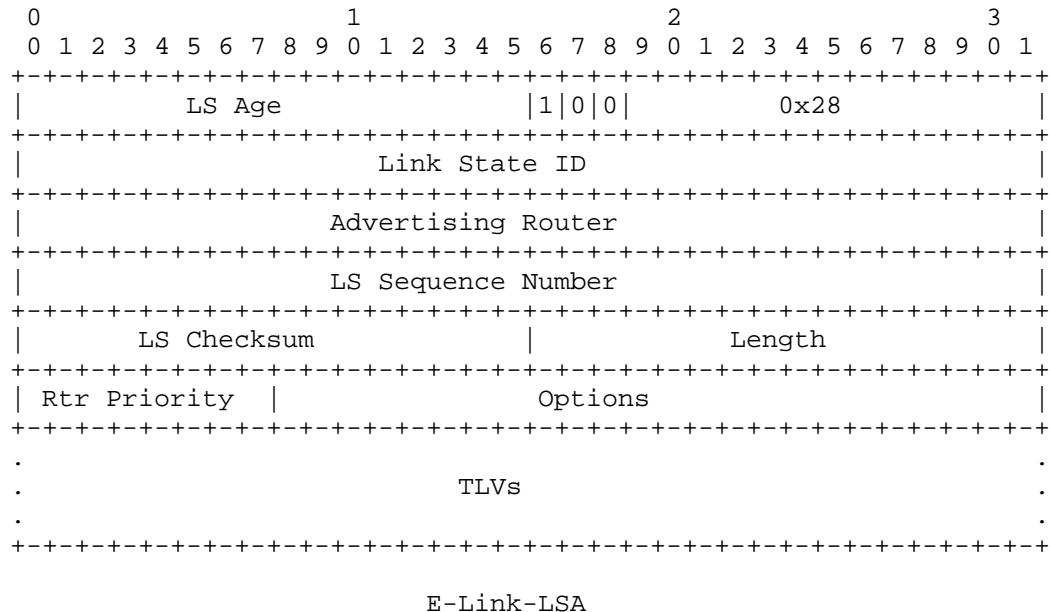 0                   1                   2                   3
 0 1 2 3 4 5 6 7 8 9 0 1 2 3 4 5 6 7 8 9 0 1 2 3 4 5 6 7 8 9 0 1
+-+-+-+-+-+-+-+-+-+-+-+-+-+-+-+-+-+-+-+-+-+-+-+-+-+-+-+-+-+-+-+-+
|          LS Age               |1|0|0|         0x28            |
+-+-+-+-+-+-+-+-+-+-+-+-+-+-+-+-+-+-+-+-+-+-+-+-+-+-+-+-+-+-+-+-+
|                      Link State ID                            |
+-+-+-+-+-+-+-+-+-+-+-+-+-+-+-+-+-+-+-+-+-+-+-+-+-+-+-+-+-+-+-+-+
|                   Advertising Router                          |
+-+-+-+-+-+-+-+-+-+-+-+-+-+-+-+-+-+-+-+-+-+-+-+-+-+-+-+-+-+-+-+-+
|                   LS Sequence Number                          |
+-+-+-+-+-+-+-+-+-+-+-+-+-+-+-+-+-+-+-+-+-+-+-+-+-+-+-+-+-+-+-+-+
|       LS Checksum             |            Length             |
+-+-+-+-+-+-+-+-+-+-+-+-+-+-+-+-+-+-+-+-+-+-+-+-+-+-+-+-+-+-+-+-+
| Rtr Priority  |                Options                        |
+-+-+-+-+-+-+-+-+-+-+-+-+-+-+-+-+-+-+-+-+-+-+-+-+-+-+-+-+-+-+-+-+
.                                                               .
.                           TLVs                                .
.                                                               .
+-+-+-+-+-+-+-+-+-+-+-+-+-+-+-+-+-+-+-+-+-+-+-+-+-+-+-+-+-+-+-+-+
E-Link-LSA